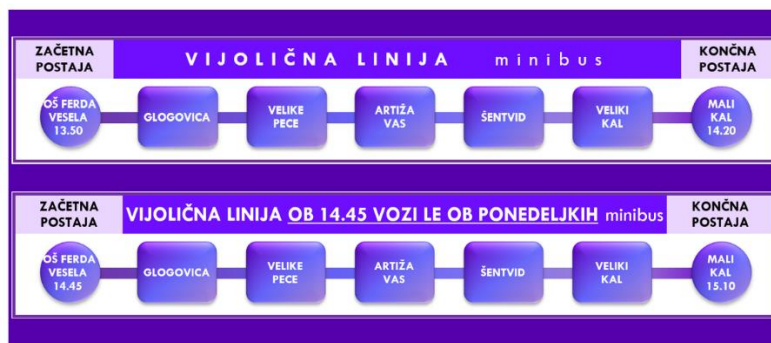 ZAČETNA
POSTAJA
VIJOLIČNA LINIJA minibus
KONČNA
POSTAJA
OŠ FERDA
VESELA
13.50
GLOGOVICA
VELIKE
PECE
ARTIŽA
VAS
ŠENTVID
VELIKI
KAL
MALI
KAL
14.20
ZAČETNA
POSTAJA
VIJOLIČNA LINIJA OB 14.45 VOZI LE OB PONEDELJKIH minibus
KONČNA
POSTAJA
OŠ FERDA
VESELA
14.45
GLOGOVICA
VELIKE
PECE
ARTIŽA
VAS
ŠENTVID
VELIKI
KAL
MALI
KAL
15.10